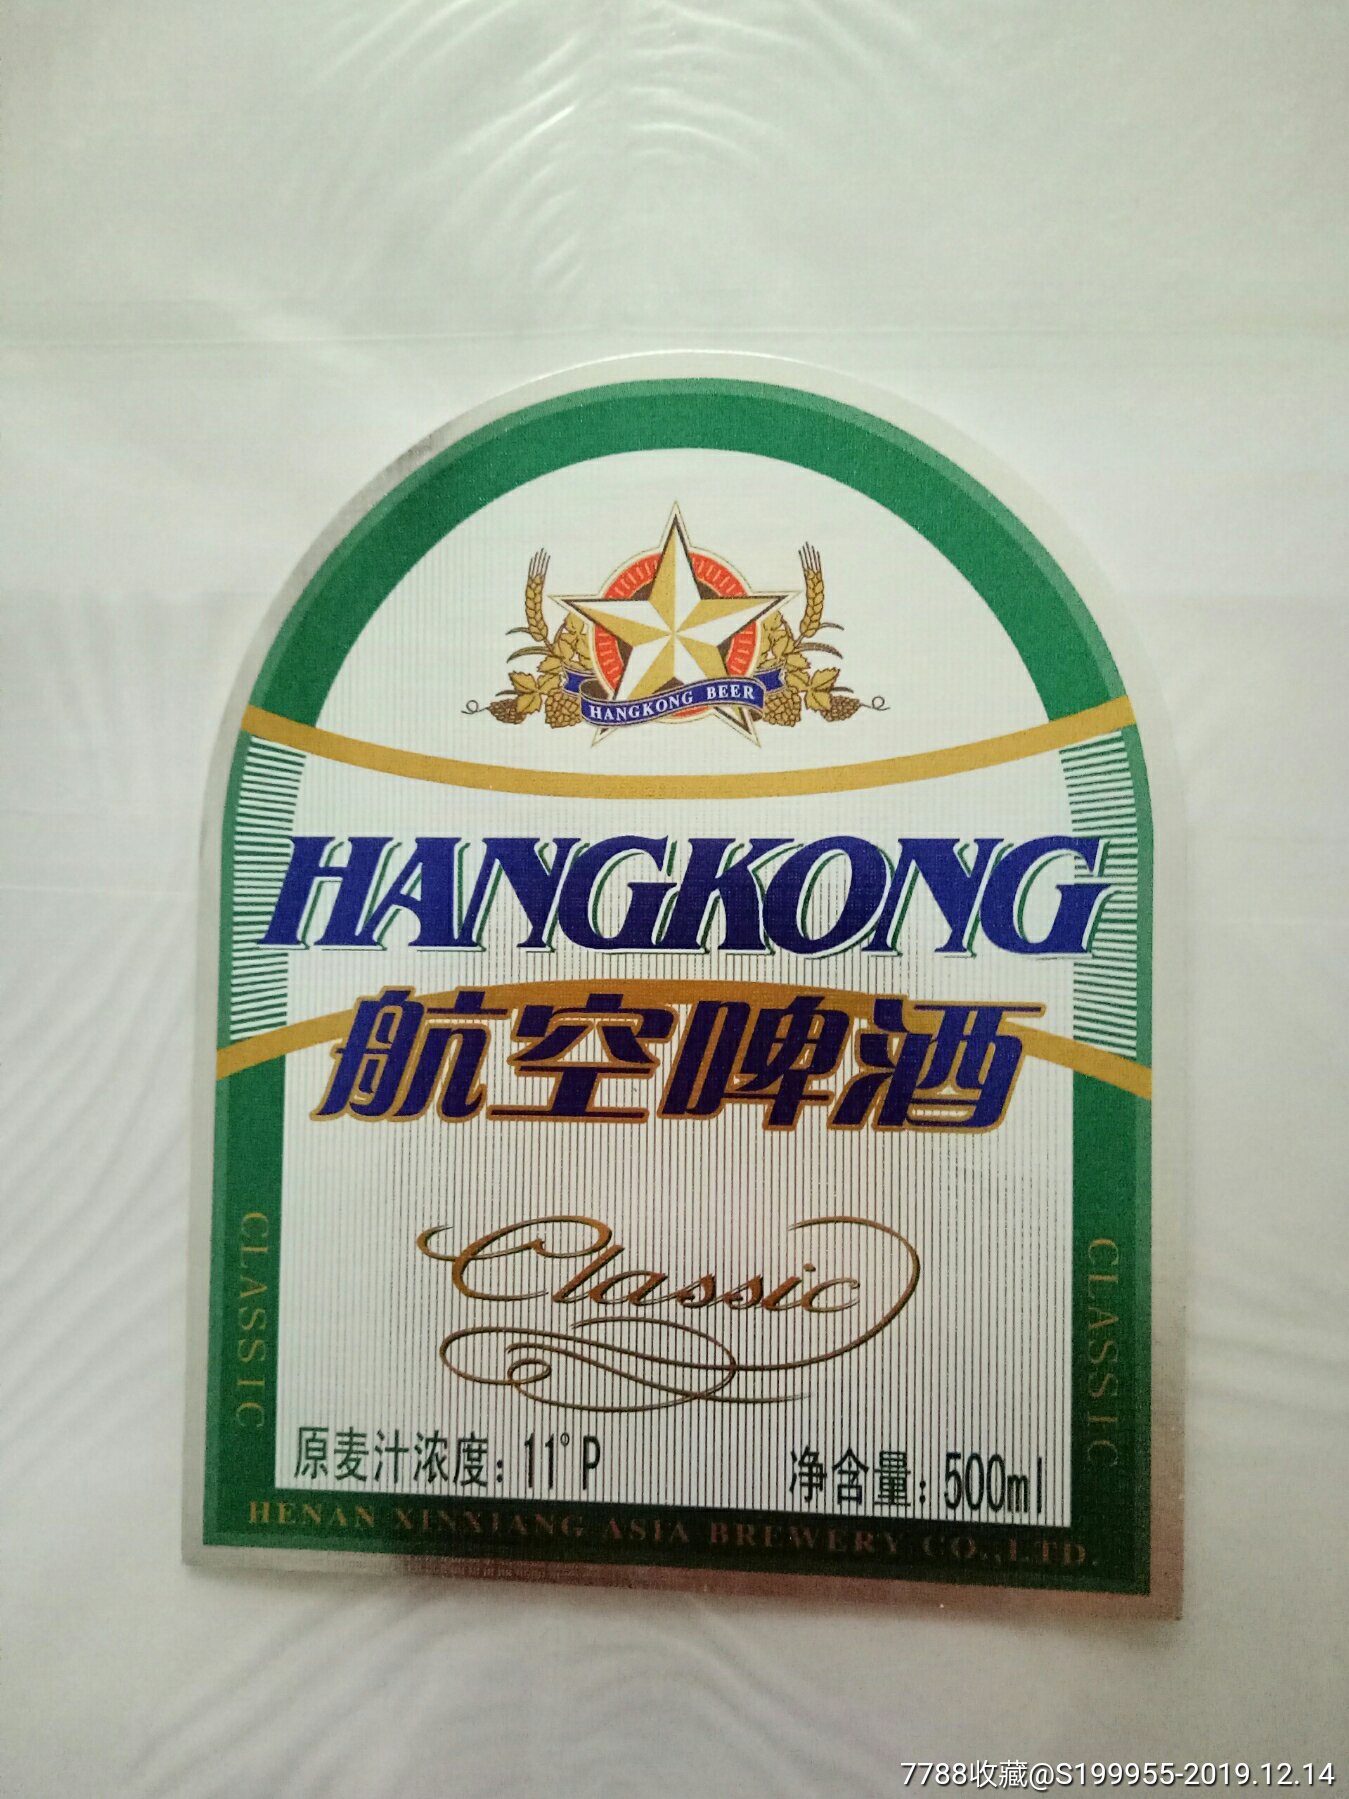 HANGKONG BEER
HANGKONG
航空啤酒
Classic
CLASSIC
CLASSIC
原麦汁浓度：11°P
净含量：500ml
HENAN XINXIANG ASIA BREWERY CO.,LTD.
7788收藏@S199955-2019.12.14